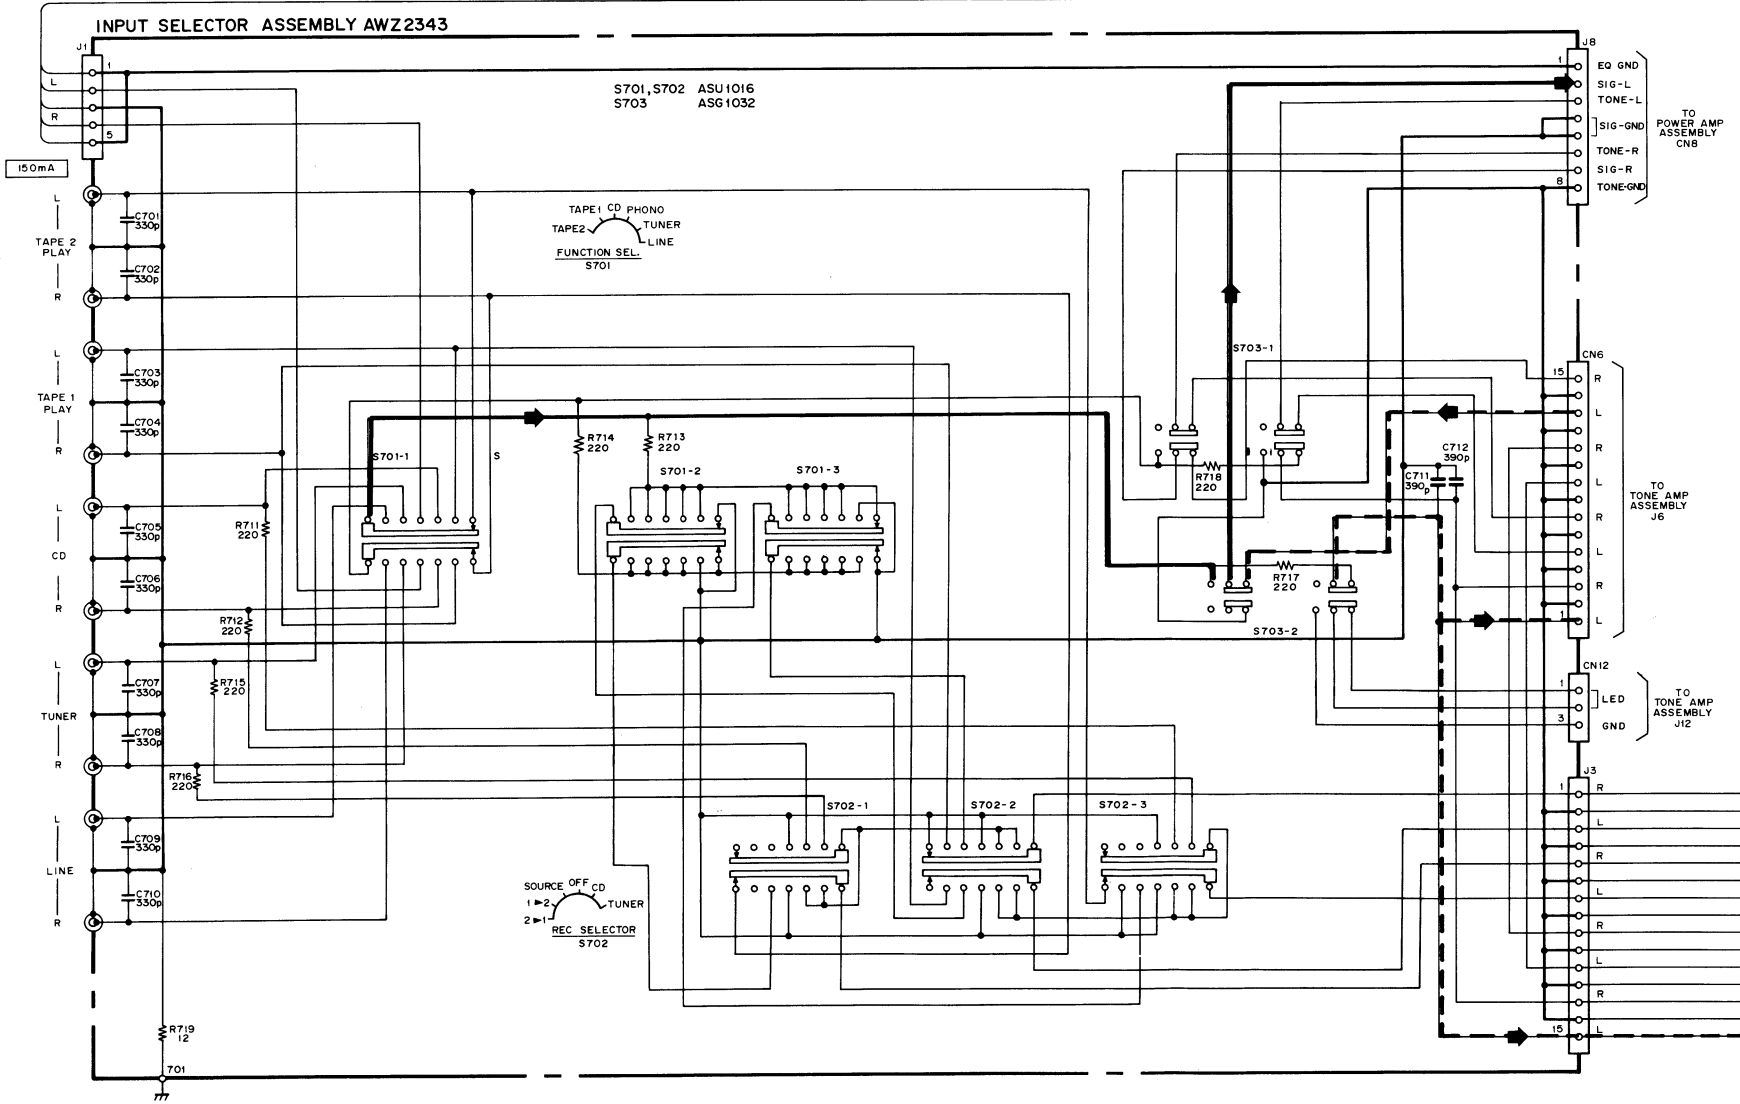 INPUT SELECTOR ASSEMBLY AWZ2343
J1
1
L
R
5
150mA
S701,S702 ASU1016
S703 ASG1032
J8
1
EQ GND
SIG-L
TONE-L
SIG-GND
TONE-R
SIG-R
8
TONE-GND
TO
POWER AMP
ASSEMBLY
CN8
L
TAPE 2
PLAY
R
C701
330p
C702
330p
TAPE1 CD PHONO
TAPE2
TUNER
LINE
FUNCTION SEL.
S701
L
TAPE 1
PLAY
R
C703
330p
C704
330p
S701-1
S
R714
220
R713
220
S701-2
S701-3
S703-1
R718
220
C711
390p
C712
390p
CN6
15
R
L
R
L
R
L
R
1
L
TO
TONE AMP
ASSEMBLY
J6
L
CD
R
C705
330p
C706
330p
R711
220
R712
220
R717
220
S703-2
L
TUNER
R
C707
330p
C708
330p
R715
220
R716
220
CN12
1
LED
3
GND
TO
TONE AMP
ASSEMBLY
J12
L
LINE
R
C709
330p
C710
330p
S702-1
S702-2
S702-3
SOURCE OFF CD
1►2
TUNER
2►1
REC SELECTOR
S702
J3
1
R
L
R
L
R
L
R
15
L
R719
12
701